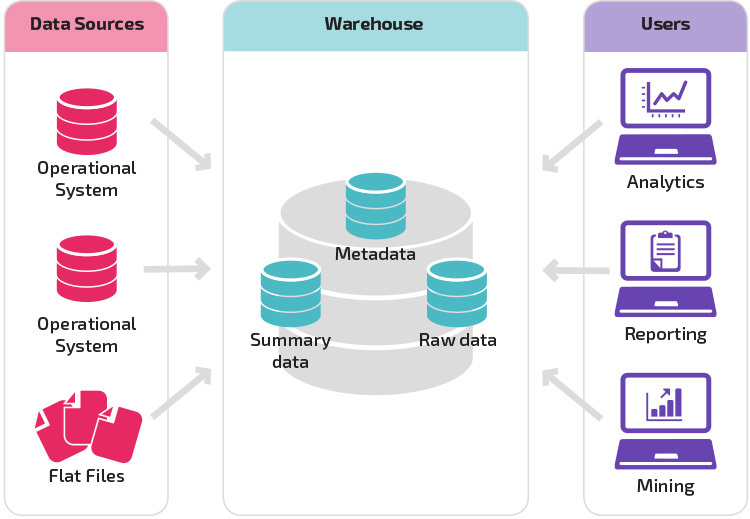 Data Sources
Operational
System
Operational
System
Flat Files
Warehouse
Metadata
Summary
data
Raw data
Users
Analytics
Reporting
Mining